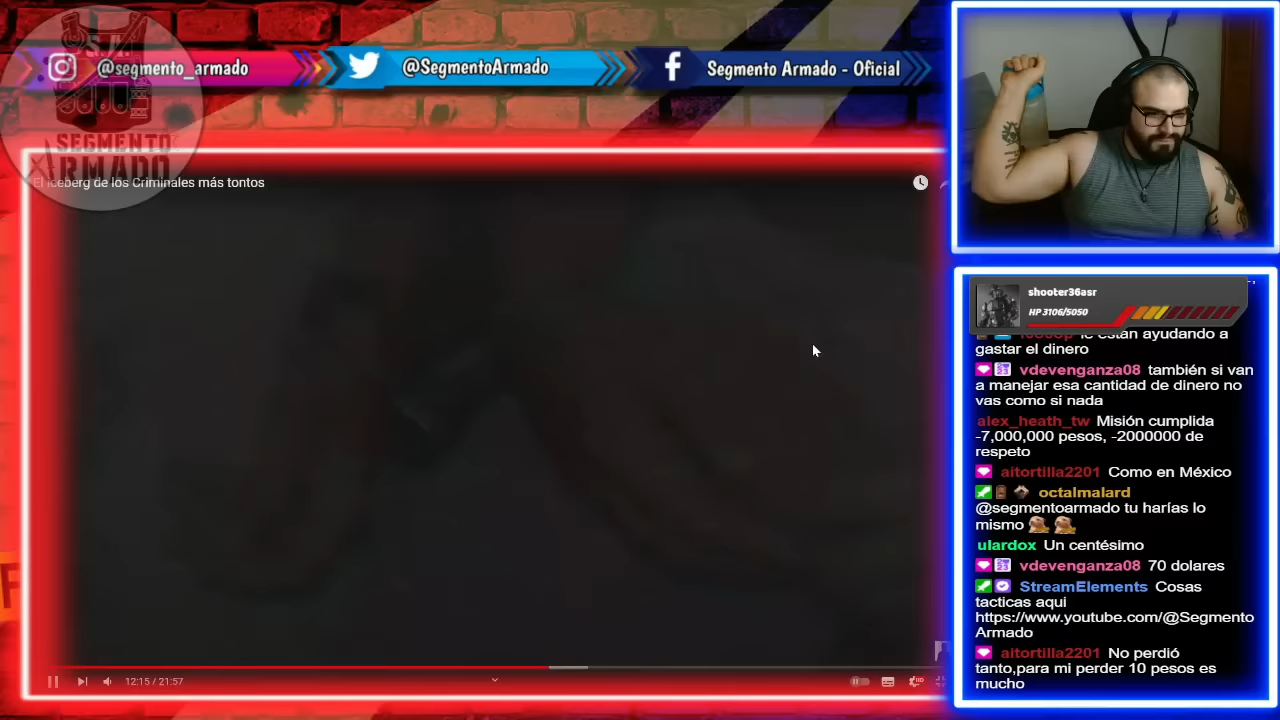 @segmento_armado
@SegmentoArmado
Segmento Armado - Oficial
S.A.
SEGMENTO
ARMADO
El Iceberg de los Criminales más tontos
12:15 / 21:57
shooter36asr
HP 3106/5050
le están ayudando a
gastar el dinero
vdevenganza08 también si van
a manejar esa cantidad de dinero no
vas como si nada
alex_heath_tw Misión cumplida
-7,000,000 pesos, -2000000 de
respeto
aitortilla2201 Como en México
octalmalard
@segmentoarmado tu harías lo
mismo
ulardox Un centésimo
vdevenganza08 70 dolares
StreamElements Cosas
tacticas aqui
https://www.youtube.com/@Segmento
Armado
aitortilla2201 No perdió
tanto,para mi perder 10 pesos es
mucho